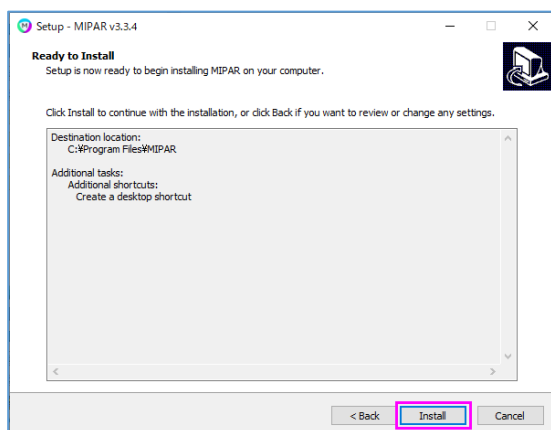 Setup - MIPAR v3.3.4
Ready to Install
Setup is now ready to begin installing MIPAR on your computer.
Click Install to continue with the installation, or click Back if you want to review or change any settings.
Destination location:
C:¥Program Files¥MIPAR
Additional tasks:
Additional shortcuts:
Create a desktop shortcut
< Back Install Cancel